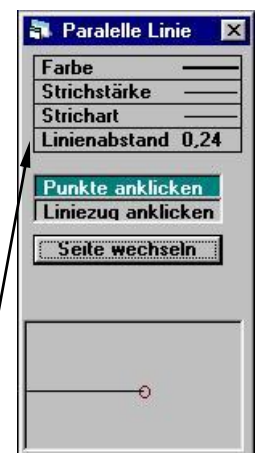 Paralelle Linie
Farbe
Strichstärke
Strichart
Linienabstand 0,24
Punkte anklicken
Liniezug anklicken
Seite wechseln